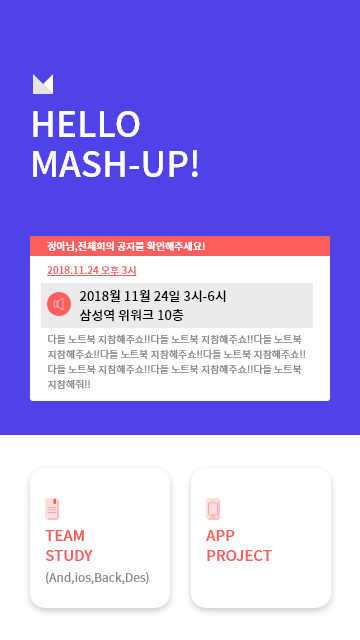 HELLO
MASH-UP!
정아님,전체회의 공지를 확인해주세요!
2018.11.24 오후 3시
2018월 11월 24일 3시-6시
삼성역 위워크 10층
다들 노트북 지참해주쇼!!다들 노트북 지참해주쇼!!다들 노트북
지참해주쇼!!다들 노트북 지참해주쇼!!다들 노트북 지참해주쇼!!
다들 노트북 지참해주쇼!!다들 노트북 지참해주쇼!!다들 노트북
지참해줘!!
TEAM
STUDY
(And,ios,Back,Des)
APP
PROJECT